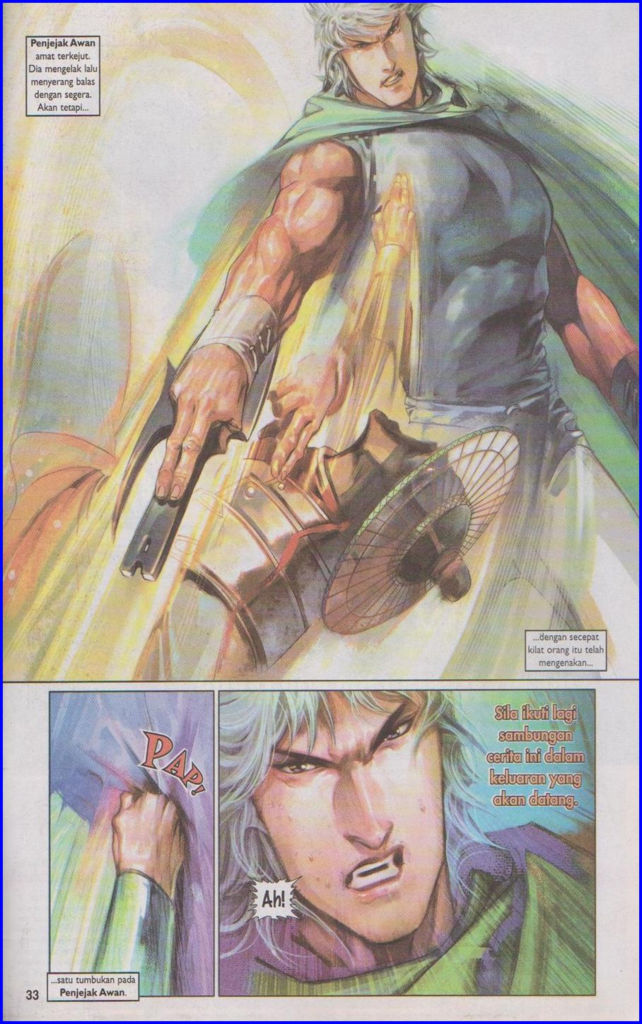 Penjejak Awan
amat terkejut.
Dia mengelak lalu
menyerang balas
dengan segera.
Akan tetapi...
...dengan secepat
kilat orang itu telah
mengenakan...
PAP!
...satu tumbukan pada
Penjejak Awan.
Sila ikuti lagi
sambungan
cerita ini dalam
keluaran yang
akan datang.
Ah!
33